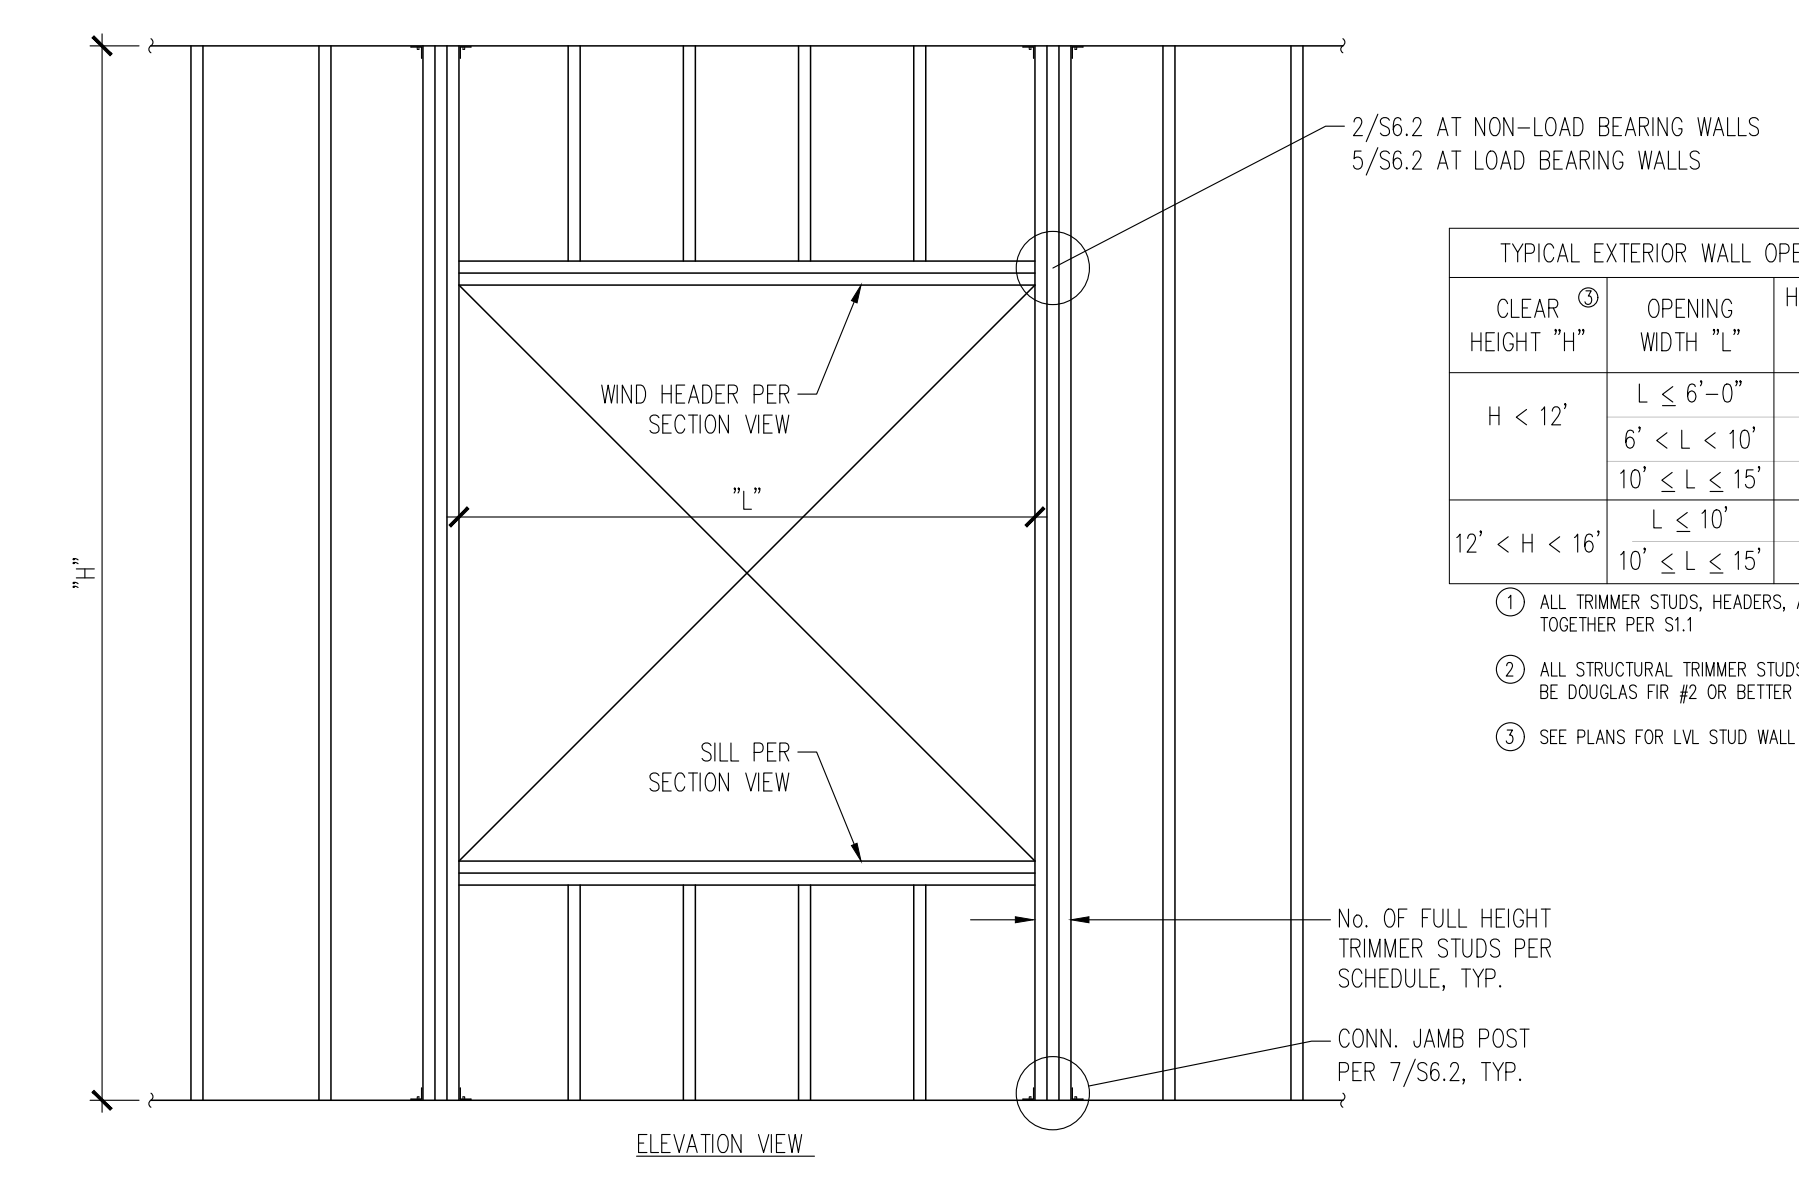 2/S6.2 AT NON-LOAD BEARING WALLS
5/S6.2 AT LOAD BEARING WALLS
TYPICAL EXTERIOR WALL
CLEAR ③
HEIGHT "H"
OPENING
WIDTH "L"
H < 12'
L ≤ 6'-0"
6' < L < 10'
10' ≤ L ≤ 15'
12' < H < 16'
L ≤ 10'
10' ≤ L ≤ 15'
① ALL TRIMMER STUDS, HEADERS,
TOGETHER PER S1.1
② ALL STRUCTURAL TRIMMER STUDS
BE DOUGLAS FIR #2 OR BETTER
③ SEE PLANS FOR LVL STUD WALL
WIND HEADER PER
SECTION VIEW
"L"
"H"
SILL PER
SECTION VIEW
No. OF FULL HEIGHT
TRIMMER STUDS PER
SCHEDULE, TYP.
CONN. JAMB POST
PER 7/S6.2, TYP.
ELEVATION VIEW